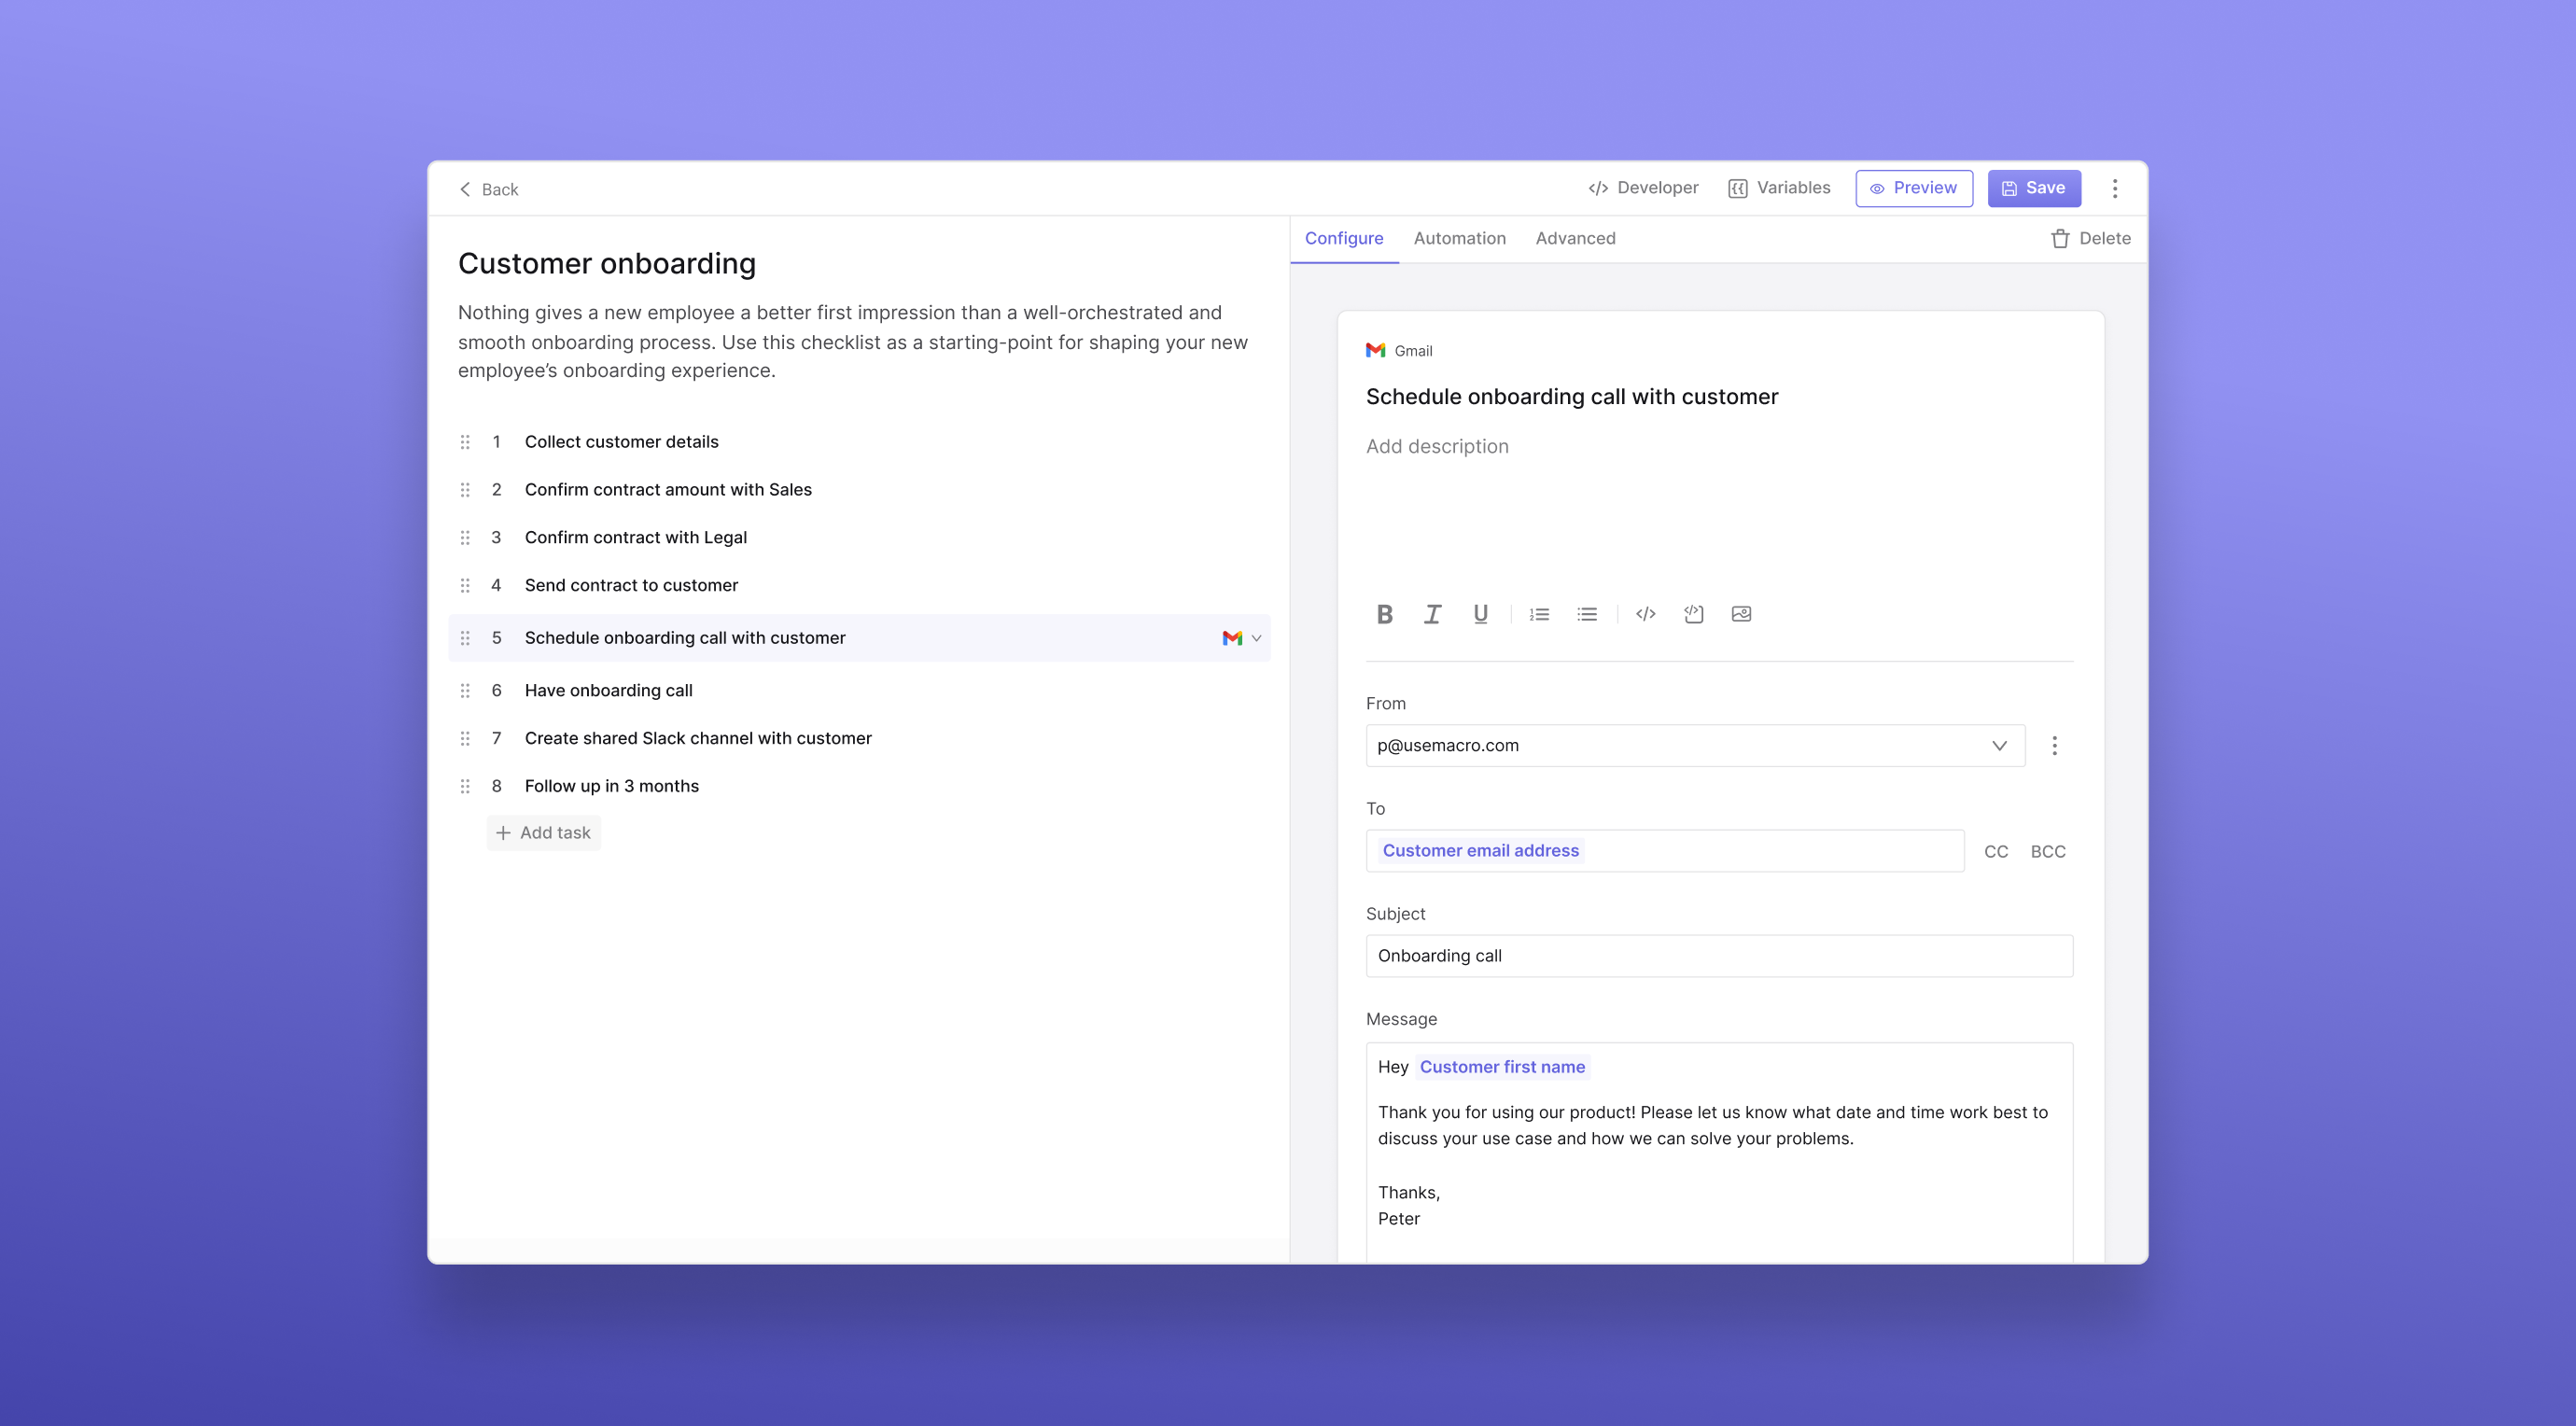 Back
Developer
Variables
Preview
Save
Customer onboarding
Nothing gives a new employee a better first impression than a well-orchestrated and
smooth onboarding process. Use this checklist as a starting-point for shaping your new
employee’s onboarding experience.
1 Collect customer details
2 Confirm contract amount with Sales
3 Confirm contract with Legal
4 Send contract to customer
5 Schedule onboarding call with customer
6 Have onboarding call
7 Create shared Slack channel with customer
8 Follow up in 3 months
Add task
Configure
Automation
Advanced
Delete
Gmail
Schedule onboarding call with customer
Add description
B I U
From
p@usemacro.com
To
Customer email address
CC BCC
Subject
Onboarding call
Message
Hey Customer first name
Thank you for using our product! Please let us know what date and time work best to
discuss your use case and how we can solve your problems.
Thanks,
Peter